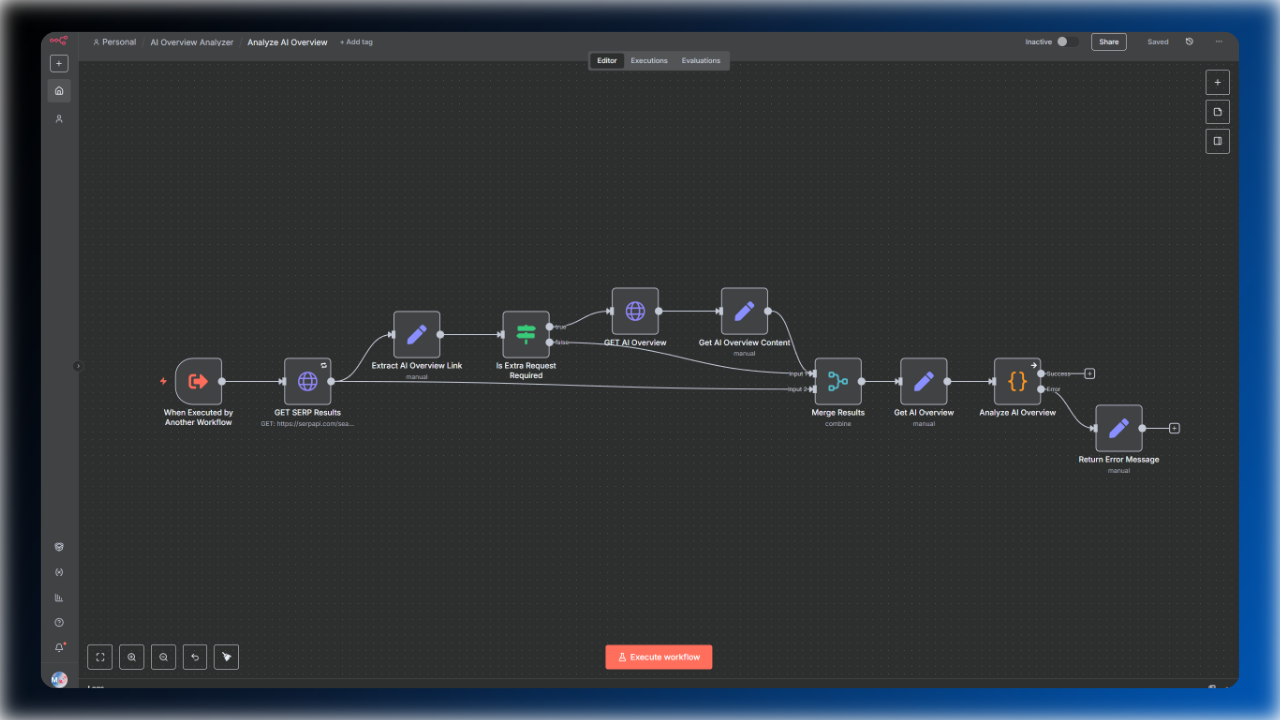 Personal / AI Overview Analyzer / Analyze AI Overview + Add tag
Inactive
Share
Saved
Editor
Executions
Evaluations
When Executed by
Another Workflow
GET SERP Results
GET: https://serpapi.com/sea...
Extract AI Overview Link
manual
Is Extra Request
Required
true
false
GET AI Overview
Get AI Overview Content
manual
Input 1
Input 2
Merge Results
combine
Get AI Overview
manual
Analyze AI Overview
Success
Error
Return Error Message
manual
Execute workflow